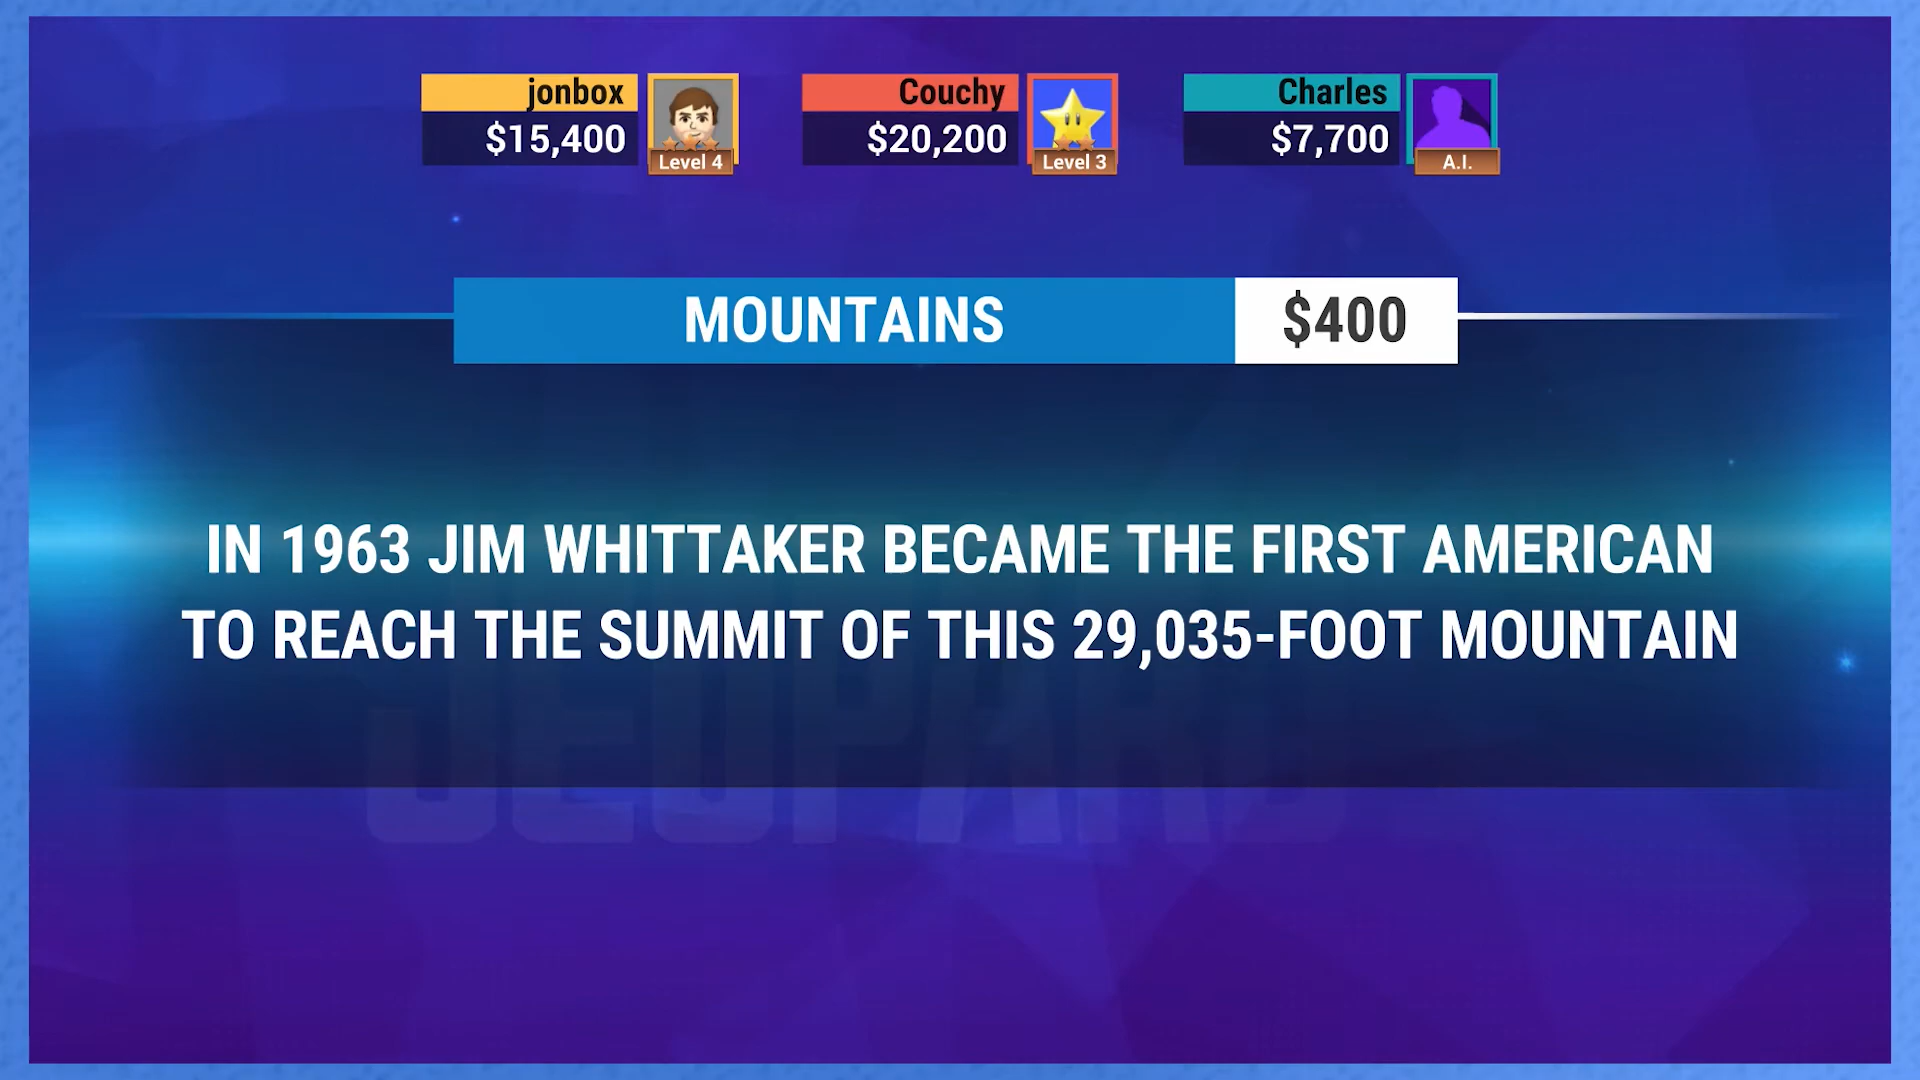 jonbox
$15,400
Level 4
Couchy
$20,200
Level 3
Charles
$7,700
A.I.
MOUNTAINS
$400
IN 1963 JIM WHITTAKER BECAME THE FIRST AMERICAN
TO REACH THE SUMMIT OF THIS 29,035-FOOT MOUNTAIN
JEOPARD